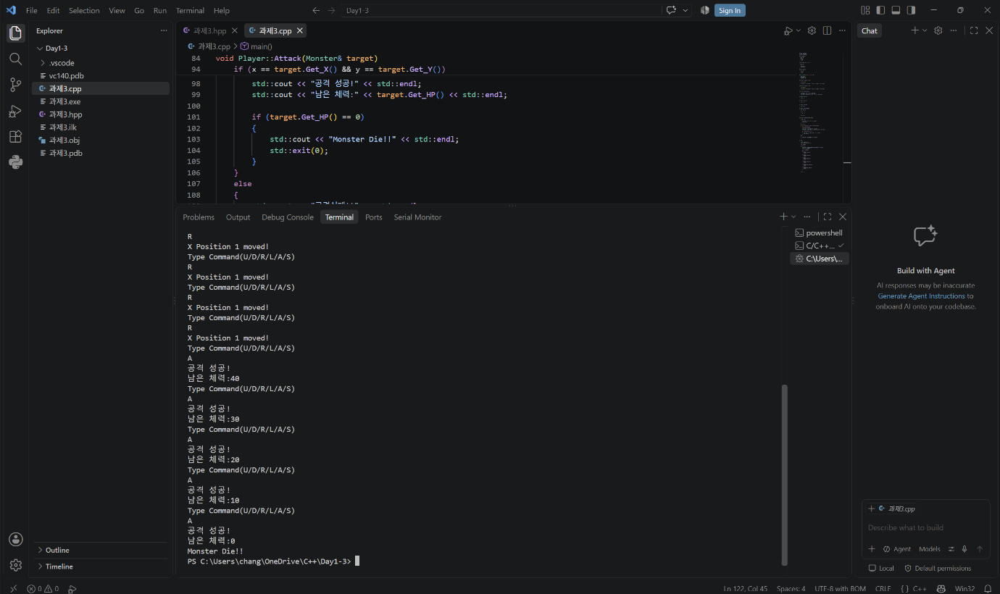 File Edit Selection View Go Run Terminal Help
Day1-3
Sign In
Explorer
Day1-3
.vscode
vc140.pdb
과제3.cpp
과제3.exe
과제3.hpp
과제3.ilk
과제3.obj
과제3.pdb
Outline
Timeline
과제3.hpp
과제3.cpp
과제3.cpp > main()
84 void Player::Attack(Monster& target)
94 if (x == target.Get_X() && y == target.Get_Y())
98 std::cout << "공격 성공!" << std::endl;
99 std::cout << "남은 체력:" << target.Get_HP() << std::endl;
100
101 if (target.Get_HP() == 0)
102 {
103 std::cout << "Monster Die!!" << std::endl;
104 std::exit(0);
105 }
106 }
107 else
108 {
Problems Output Debug Console Terminal Ports Serial Monitor
R
X Position 1 moved!
Type Command(U/D/R/L/A/S)
R
X Position 1 moved!
Type Command(U/D/R/L/A/S)
R
X Position 1 moved!
Type Command(U/D/R/L/A/S)
R
X Position 1 moved!
Type Command(U/D/R/L/A/S)
A
공격 성공!
남은 체력:40
Type Command(U/D/R/L/A/S)
A
공격 성공!
남은 체력:30
Type Command(U/D/R/L/A/S)
A
공격 성공!
남은 체력:20
Type Command(U/D/R/L/A/S)
A
공격 성공!
남은 체력:10
Type Command(U/D/R/L/A/S)
A
공격 성공!
남은 체력:0
Monster Die!!
PS C:\Users\chang\OneDrive\C++\Day1-3>
powershell
C/C++...
C:\Users\...
Chat
Build with Agent
AI responses may be inaccurate
Generate Agent Instructions to
onboard AI onto your codebase.
과제3.cpp
Describe what to build
Agent Models
Local Default permissions
0 0
Ln 122, Col 45 Spaces: 4 UTF-8 with BOM CRLF {} C++ Win32